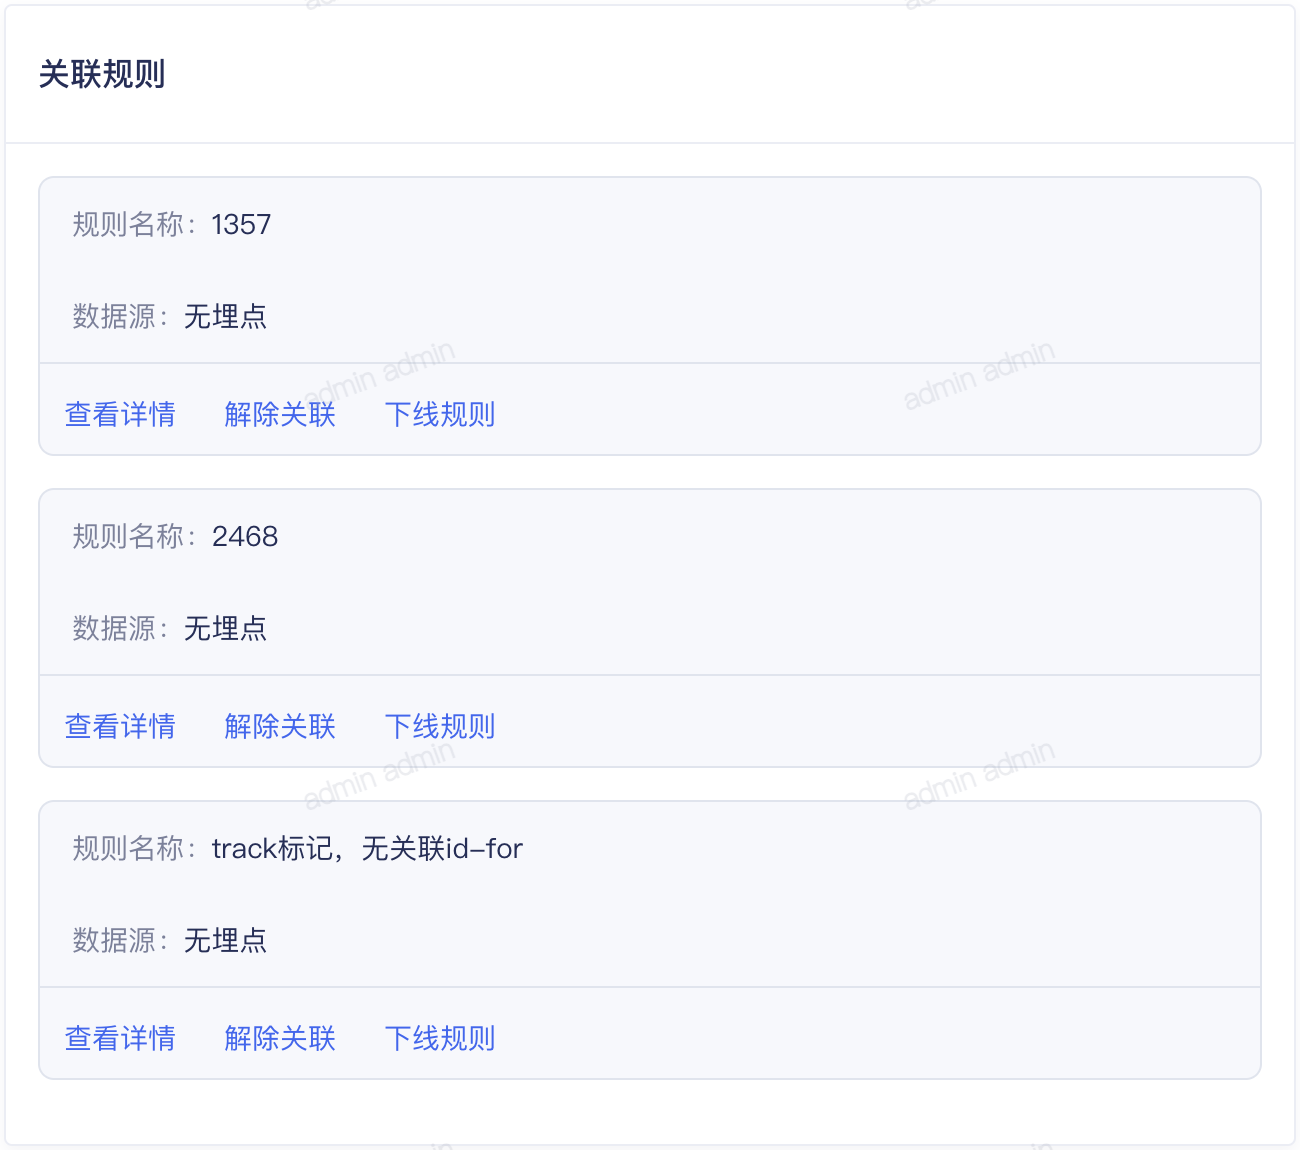 关联规则
规则名称：1357
数据源：无埋点
admin admin
admin admin
查看详情 解除关联 下线规则
规则名称：2468
数据源：无埋点
查看详情 解除关联 下线规则
admin admin
admin admin
规则名称：track标记，无关联id-for
数据源：无埋点
查看详情 解除关联 下线规则